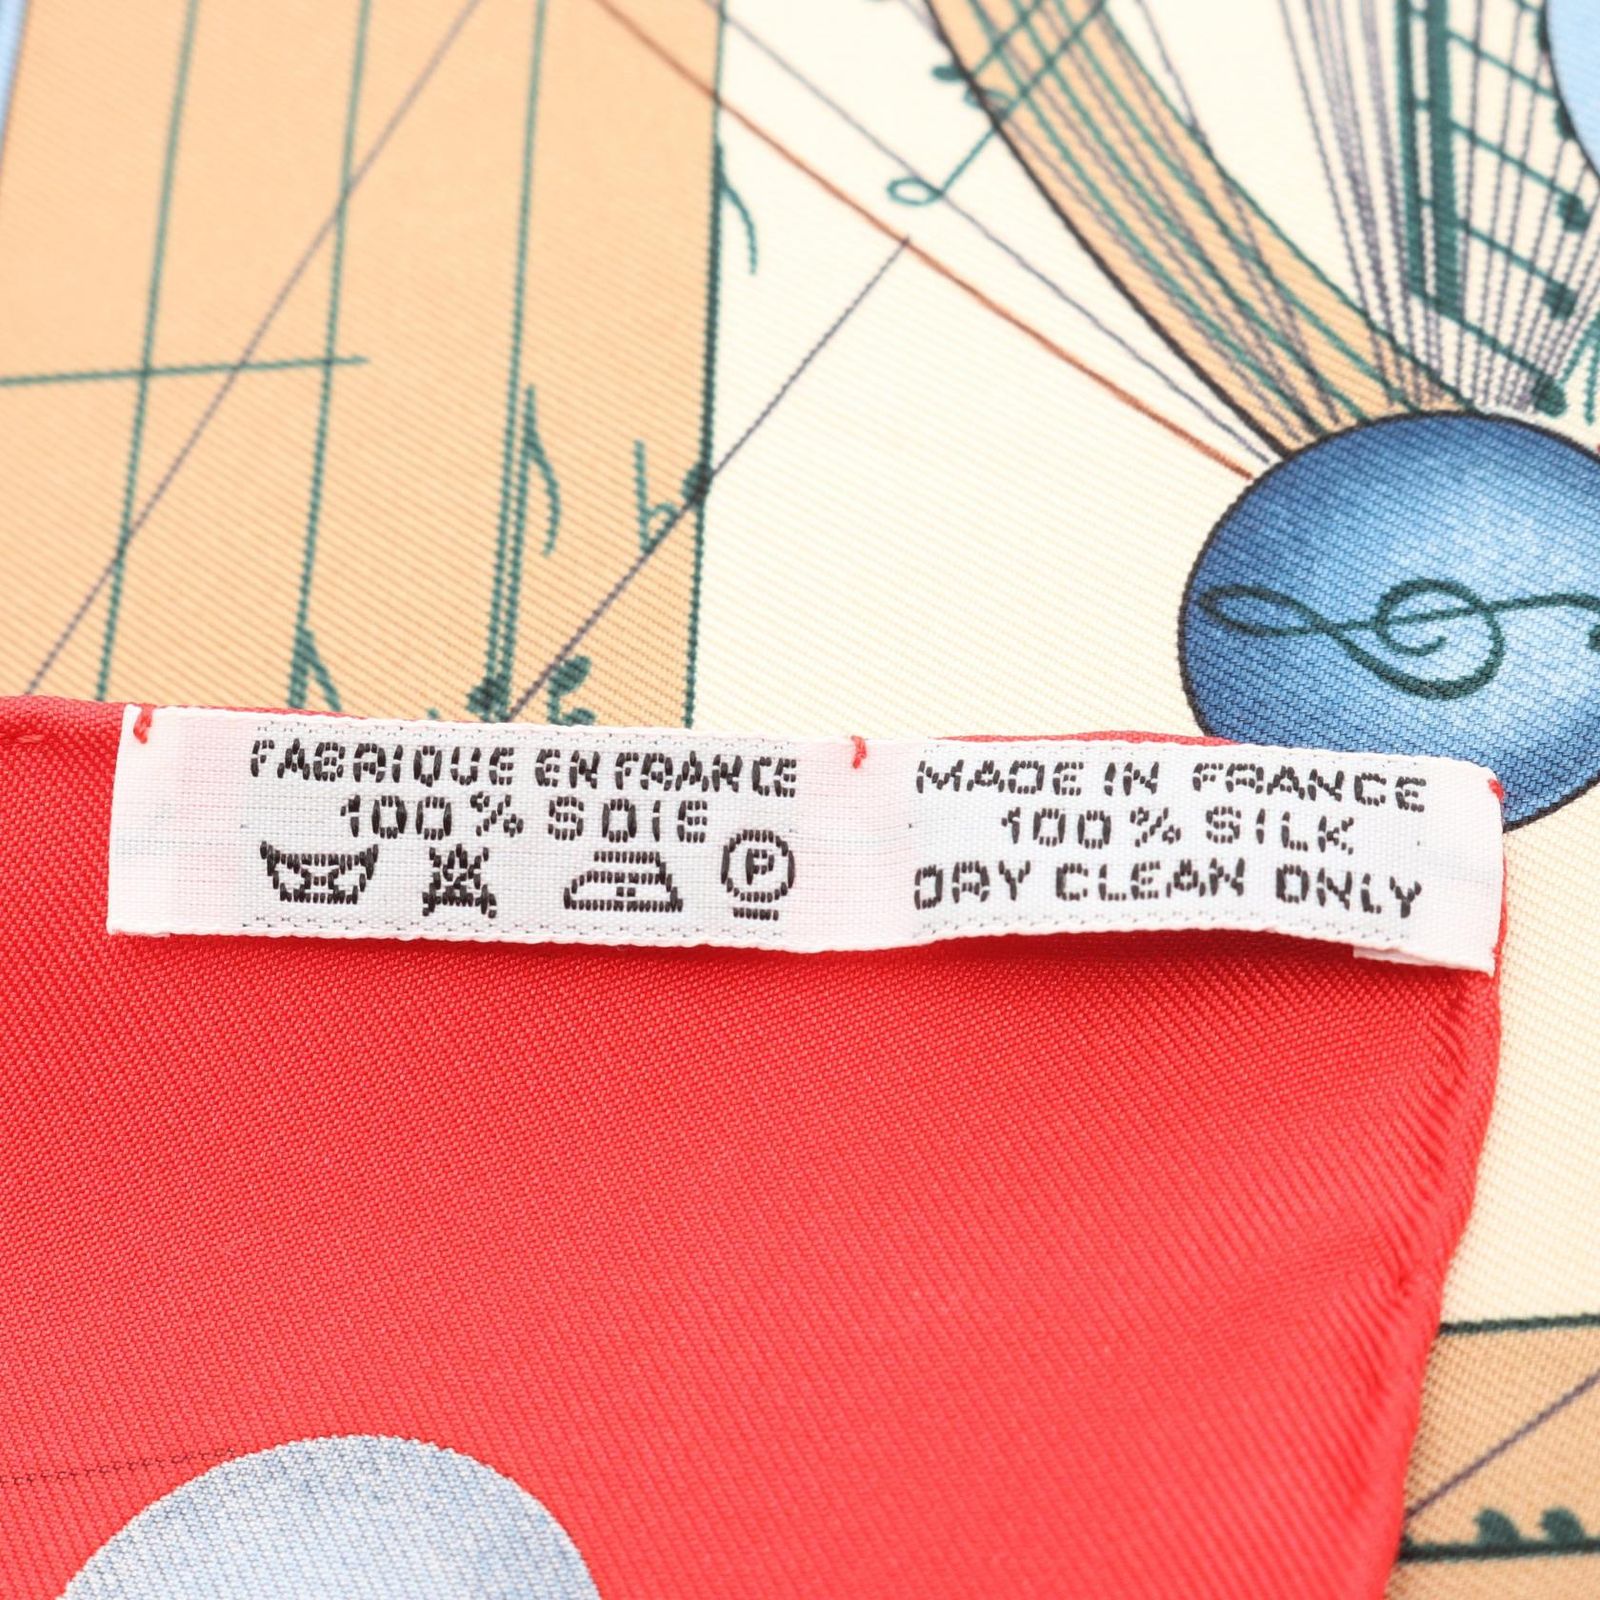 FABRIQUE EN FRANCE
100% SOIE
P
MADE IN FRANCE
100% SILK
DRY CLEAN ONLY